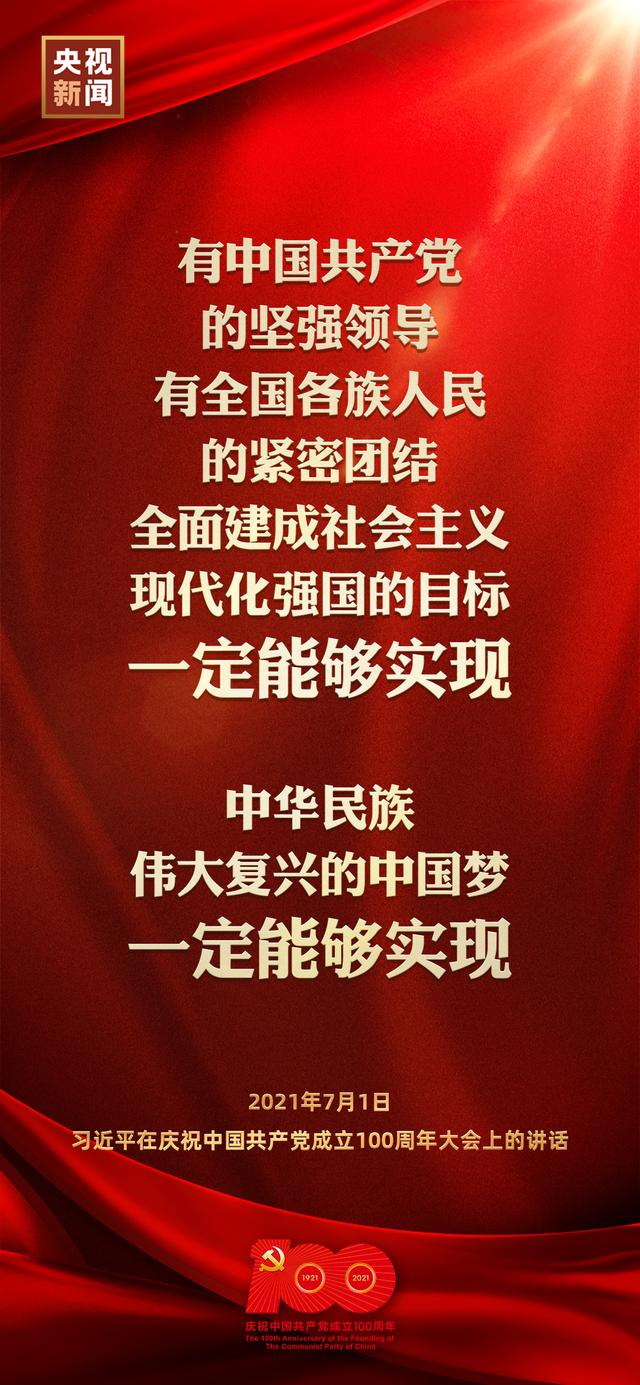 央视
新闻
有中国共产党
的坚强领导
有全国各族人民
的紧密团结
全面建成社会主义
现代化强国的目标
一定能够实现
中华民族
伟大复兴的中国梦
一定能够实现
2021年7月1日
习近平在庆祝中国共产党成立100周年大会上的讲话
100
1921
2021
庆祝中国共产党成立100周年
The 100th Anniversary of the Founding of
The Communist Party of China